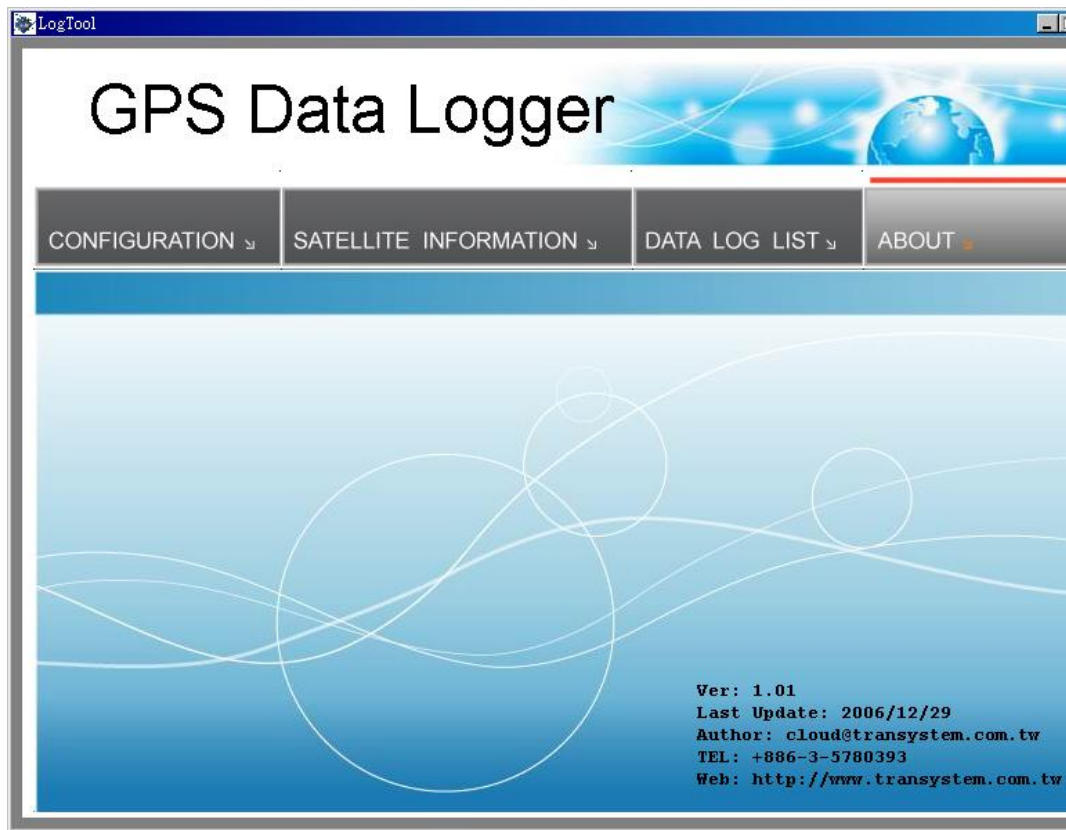 LogTool
GPS Data Logger
CONFIGURATION
SATELLITE INFORMATION
DATA LOG LIST
ABOUT
Ver: 1.01
Last Update: 2006/12/29
Author: cloud@transystem.com.tw
TEL: +886-3-5780393
Web: http://www.transystem.com.tw